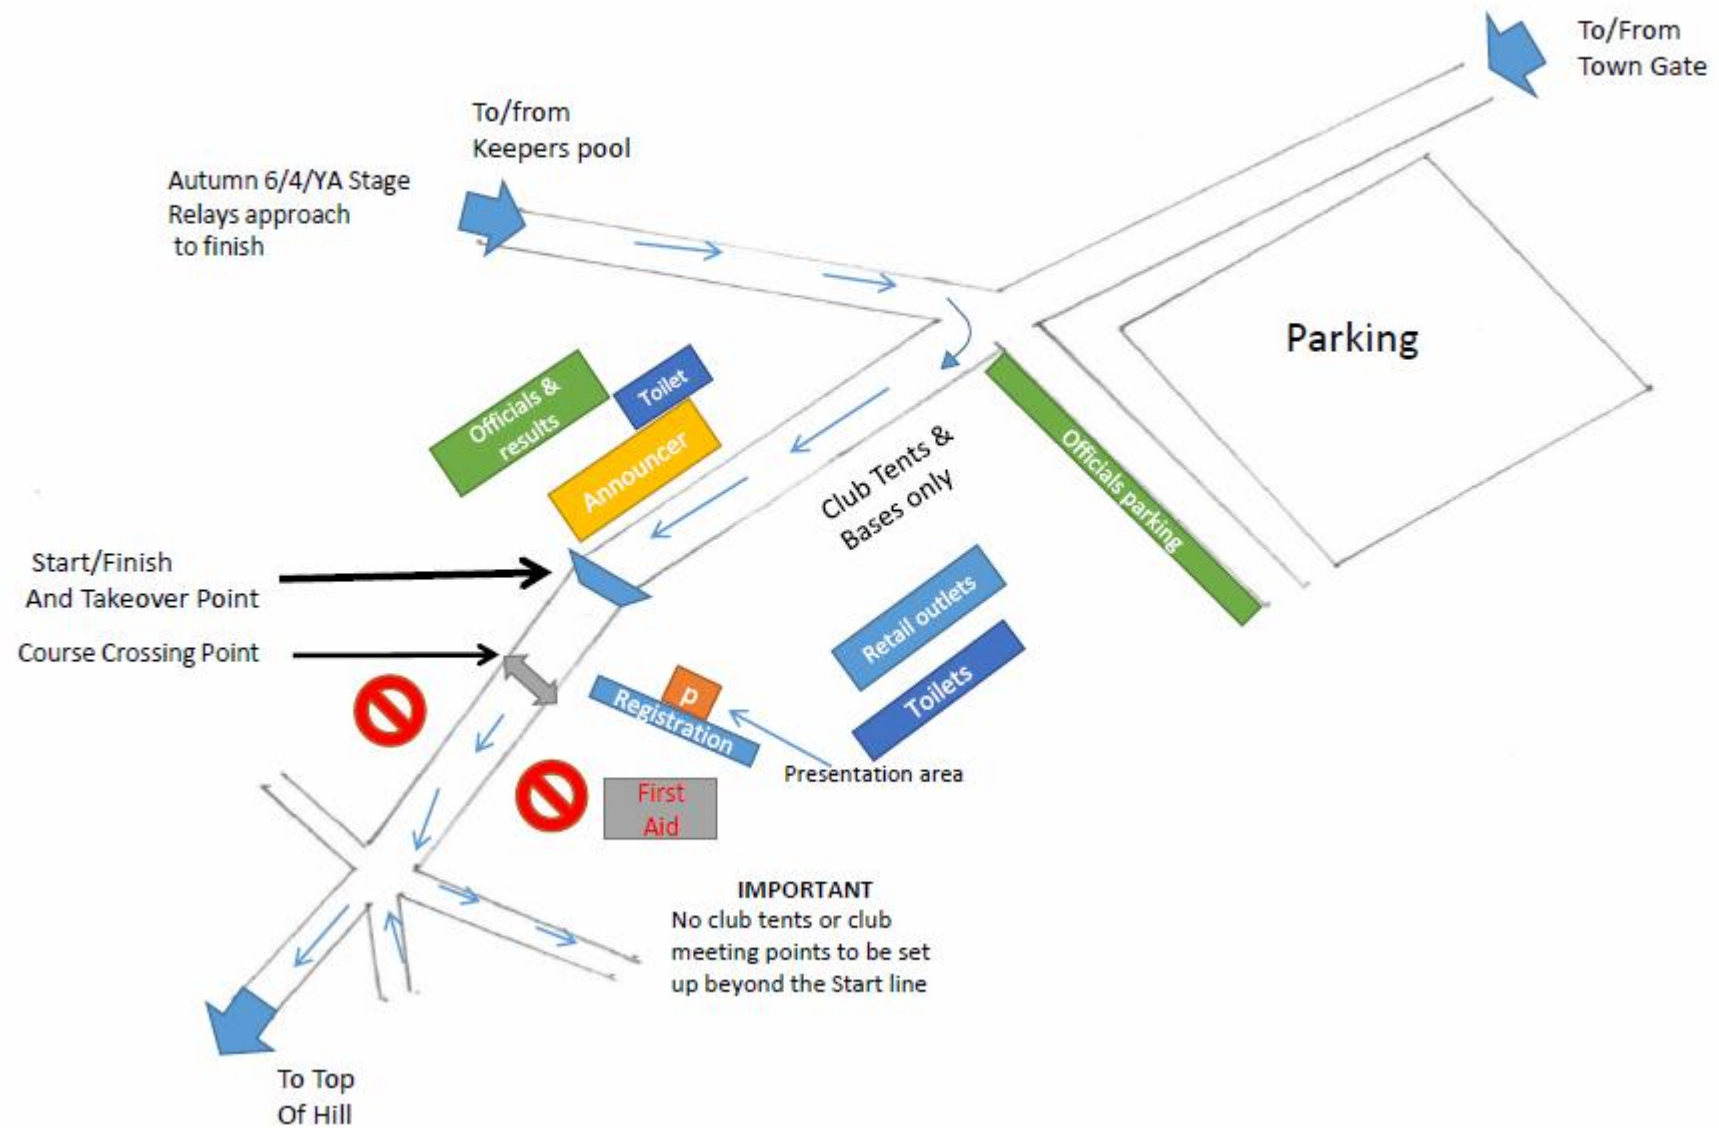 To/From
Town Gate
To/from
Keepers pool
Autumn 6/4/YA Stage
Relays approach
to finish
Parking
Officials &
results
Toilet
Announcer
Club Tents &
Bases only
Officials parking
Start/Finish
And Takeover Point
Course Crossing Point
Retail outlets
Toilets
p
Registration
Presentation area
First
Aid
IMPORTANT
No club tents or club
meeting points to be set
up beyond the Start line
To Top
Of Hill